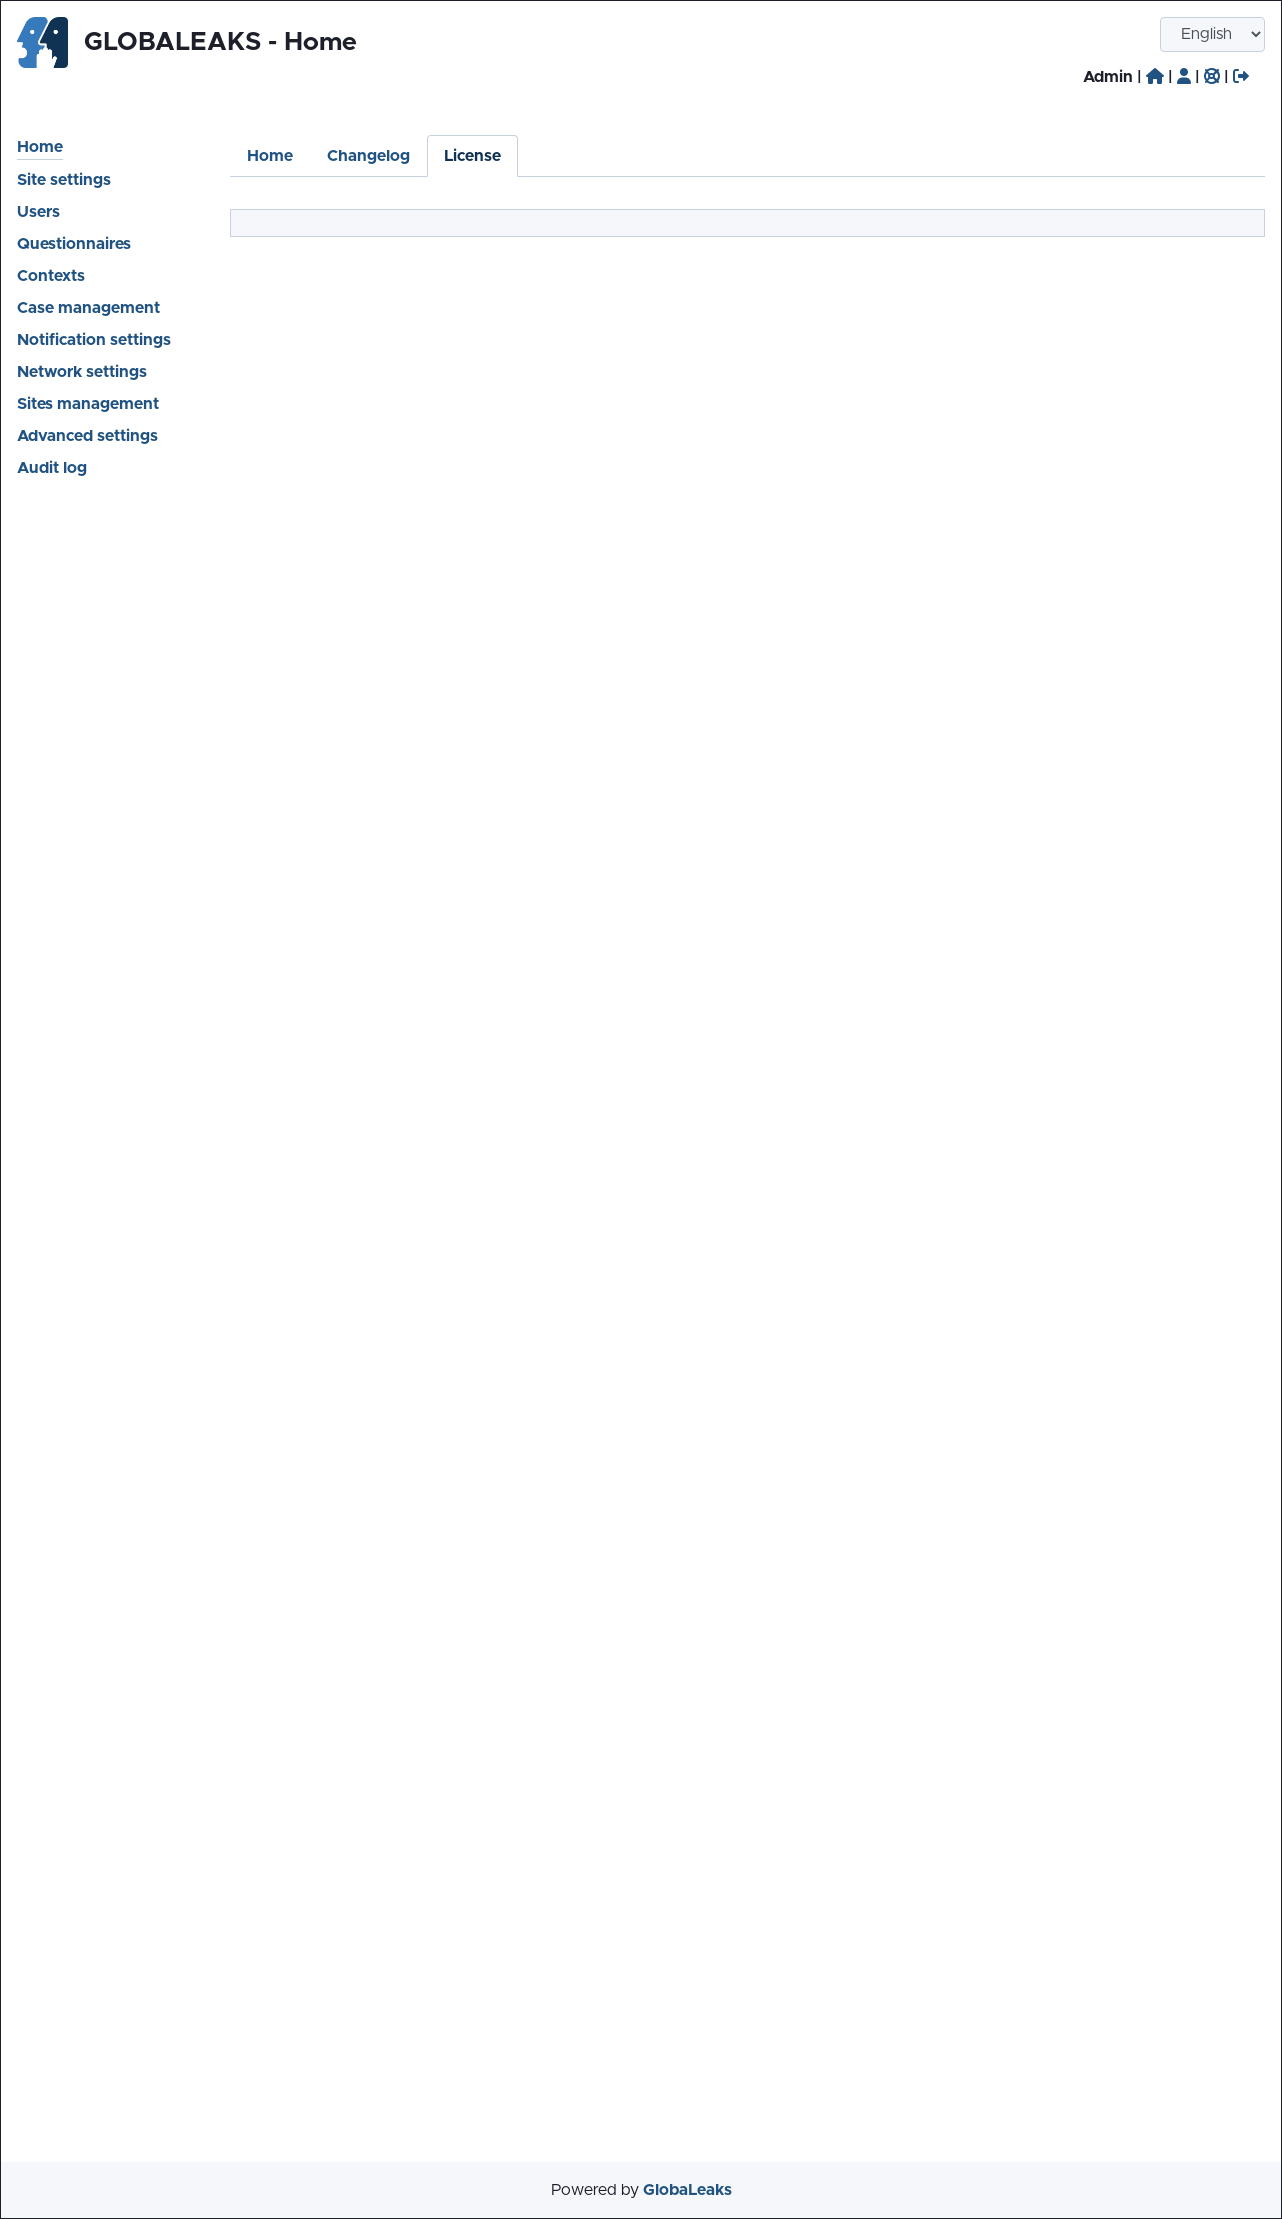 GLOBALEAKS - Home
English
Admin | | | |
Home
Site settings
Users
Questionnaires
Contexts
Case management
Notification settings
Network settings
Sites management
Advanced settings
Audit log
Home Changelog License
Powered by GlobaLeaks